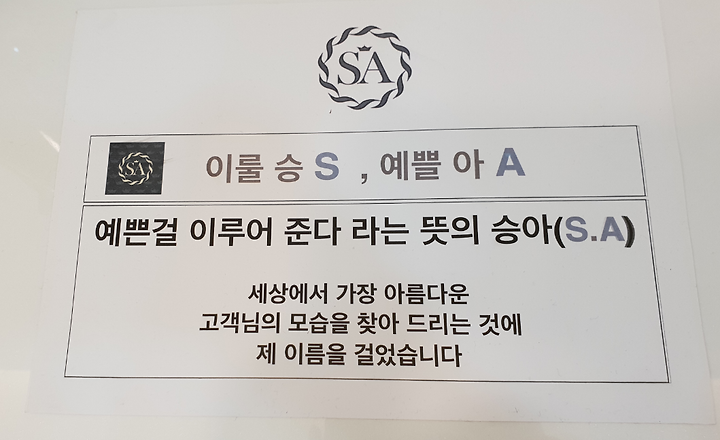 SA
SA
이룰 승 S , 예쁠 아 A
예쁜걸 이루어 준다 라는 뜻의 승아(S.A)
세상에서 가장 아름다운
고객님의 모습을 찾아 드리는 것에
제 이름을 걸었습니다